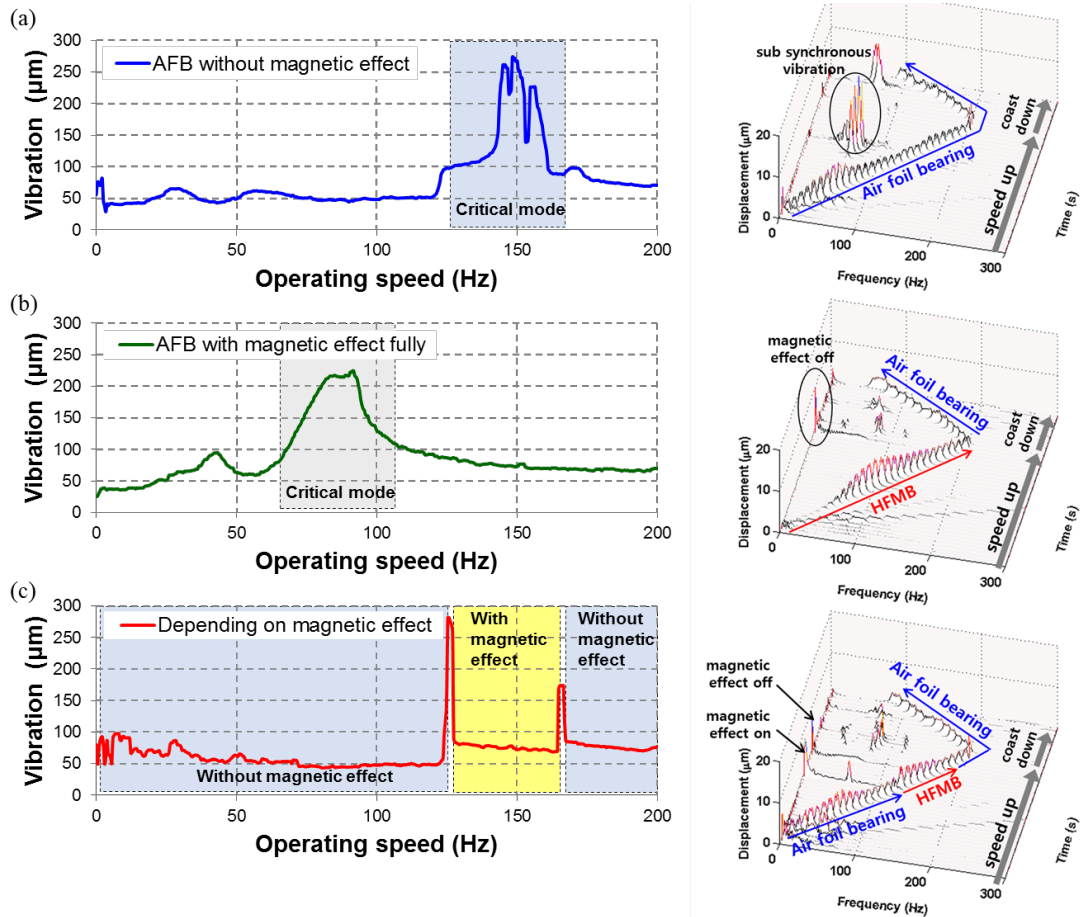 (a)
AFB without magnetic effect
Vibration (µm)
300
250
200
150
100
50
0
Critical mode
0
50
100
150
200
Operating speed (Hz)
sub synchronous
vibration
Air foil bearing
coast
down
speed up
Displacement (µm)
20
10
0
0
100
200
300
Frequency (Hz)
Time (s)
(b)
AFB with magnetic effect fully
Vibration (µm)
300
250
200
150
100
50
0
Critical mode
0
50
100
150
200
Operating speed (Hz)
magnetic
effect off
Air foil bearing
HFMB
coast
down
speed up
Displacement (µm)
20
10
0
0
100
200
300
Frequency (Hz)
Time (s)
(c)
Depending on magnetic effect
Vibration (µm)
300
250
200
150
100
50
0
With
magnetic
effect
Without
magnetic
effect
Without magnetic effect
0
50
100
150
200
Operating speed (Hz)
magnetic
effect off
magnetic
effect on
Air foil bearing
HFMB
Air foil bearing
coast
down
speed up
Displacement (µm)
20
10
0
0
100
200
300
Frequency (Hz)
Time (s)